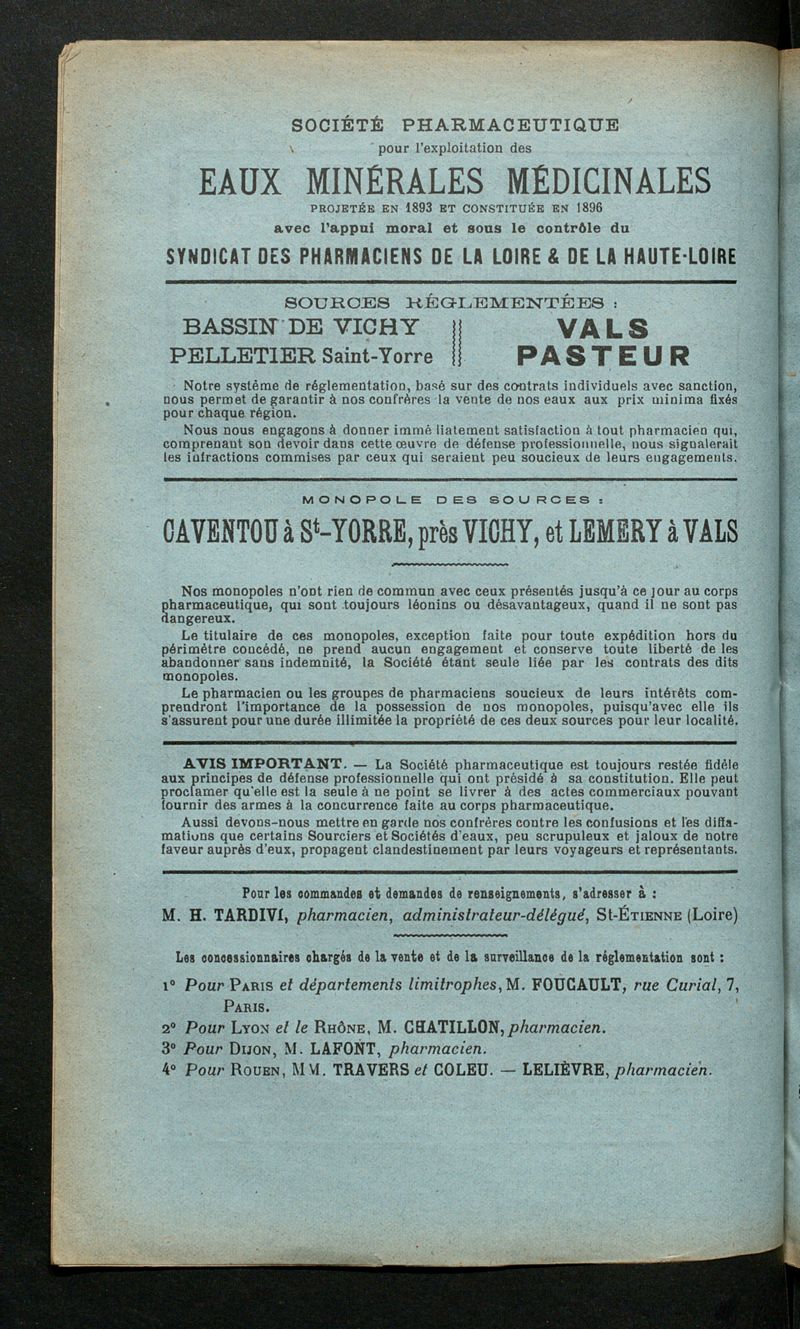 SOCIÉTÉ PHARMACEUTIQUE
pour l'exploitation des
EAUX MINÉRALES MÉDICINALES
PROJETÉE EN 1893 ET CONSTITUÉE EN 1896
avec l'appui moral et sous le contrôle du
SYNDICAT DES PHARMACIENS DE LA LOIRE & DE LA HAUTE-LOIRE
SOURCES RÉGLEMENTÉES :
BASSIN DE VICHY
PELLETIER Saint-Yorre
VALS
PASTEUR
Notre système de réglementation, basé sur des contrats individuels avec sanction,
nous permet de garantir à nos confrères la vente de nos eaux aux prix minima fixés
pour chaque région.
Nous nous engagons à donner immé liatement satisfaction à tout pharmacien qui,
comprenant son devoir dans cette œuvre de défense professionnelle, nous signalerait
les infractions commises par ceux qui seraient peu soucieux de leurs engagements.
MONOPOLE DES SOURCES :
CAVENTOU à St-YORRE, près VICHY, et LEMERY à VALS
Nos monopoles n'ont rien de commun avec ceux présentés jusqu'à ce jour au corps
pharmaceutique, qui sont toujours léonins ou désavantageux, quand il ne sont pas
dangereux.
Le titulaire de ces monopoles, exception faite pour toute expédition hors du
périmètre concédé, ne prend aucun engagement et conserve toute liberté de les
abandonner sans indemnité, la Société étant seule liée par les contrats des dits
monopoles.
Le pharmacien ou les groupes de pharmaciens soucieux de leurs intérêts com-
prendront l'importance de la possession de nos monopoles, puisqu'avec elle ils
s'assurent pour une durée illimitée la propriété de ces deux sources pour leur localité.
AVIS IMPORTANT. — La Société pharmaceutique est toujours restée fidèle
aux principes de défense professionnelle qui ont présidé à sa constitution. Elle peut
proclamer qu'elle est la seule à ne point se livrer à des actes commerciaux pouvant
fournir des armes à la concurrence faite au corps pharmaceutique.
Aussi devons-nous mettre en garde nos confrères contre les confusions et les diffa-
mations que certains Sourciers et Sociétés d'eaux, peu scrupuleux et jaloux de notre
faveur auprès d'eux, propagent clandestinement par leurs voyageurs et représentants.
Pour les commandes et demandes de renseignements, s'adresser à :
M. H. TARDIVI, pharmacien, administrateur-délégué, St-ÉTIENNE (Loire)
Les concessionnaires chargés de la vente et de la surveillance de la réglementation sont :
1° Pour PARIS et départements limitrophes, M. FOUCAULT, rue Curial, 7,
PARIS.
2° Pour LYON et le RHÔNE, M. CHATILLON, pharmacien.
3° Pour DIJON, M. LAFONT, pharmacien.
4° Pour ROUEN, MM. TRAVERS et COLEU. — LELIÈVRE, pharmacien.